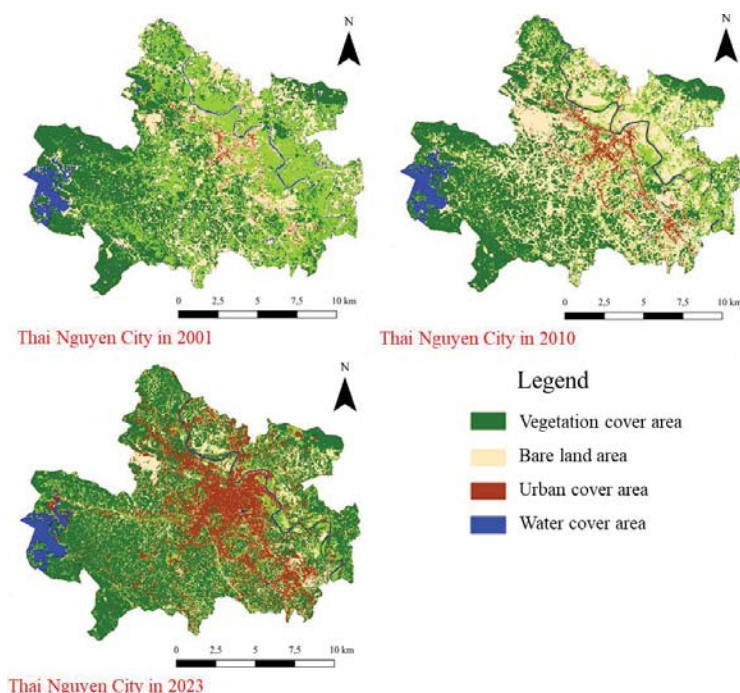 N
0 2,5 5 7,5 10 km
Thai Nguyen City in 2001
N
0 2,5 5 7,5 10 km
Thai Nguyen City in 2010
N
0 2,5 5 7,5 10 km
Thai Nguyen City in 2023
Legend
Vegetation cover area
Bare land area
Urban cover area
Water cover area